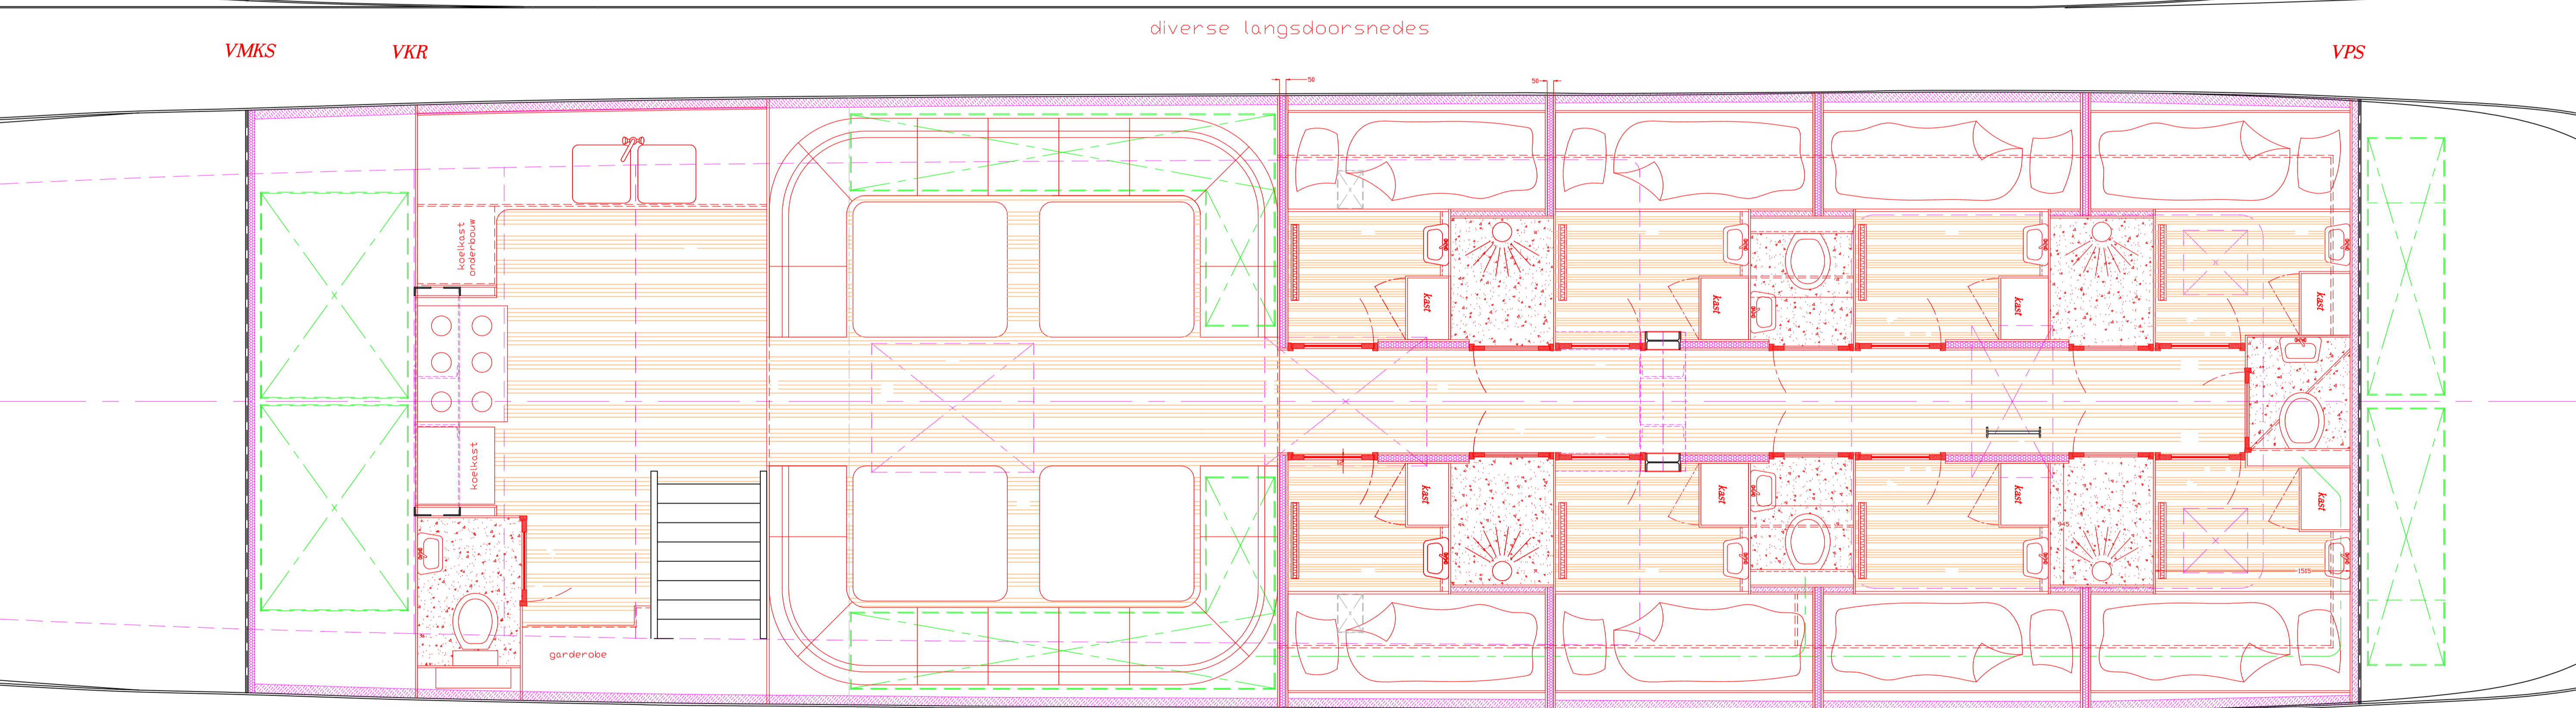 diverse langsdoorsnedes
VMKS
VKR
VPS
50
50
koelkast
onderbouw
kast
kast
kast
kast
koelkast
kast
kast
kast
kast
945
1515
garderobe